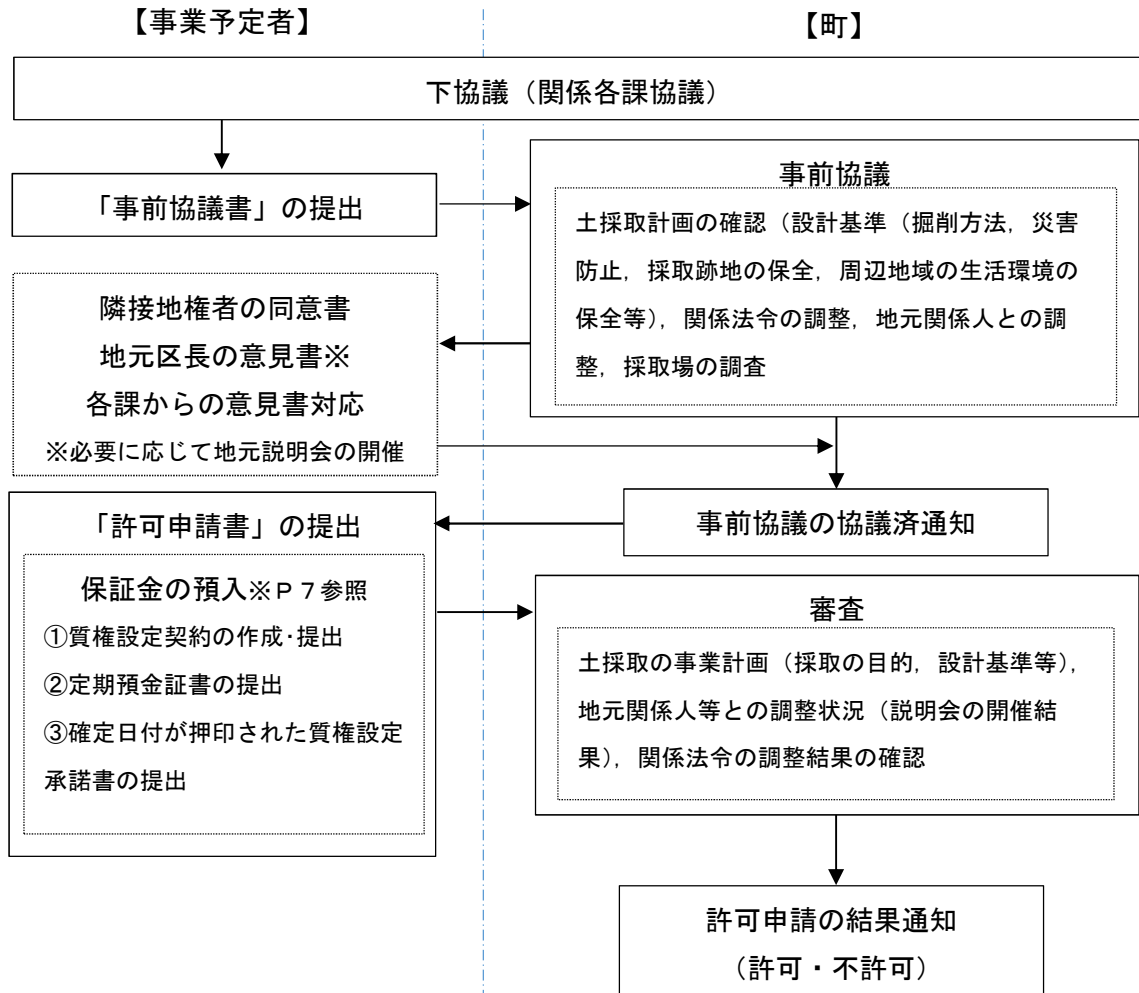 【事業予定者】
【町】
下協議（関係各課協議）
「事前協議書」の提出
事前協議
土採取計画の確認（設計基準（掘削方法，災害
防止，採取跡地の保全，周辺地域の生活環境の
保全等），関係法令の調整，地元関係人との調
整，採取場の調査
隣接地権者の同意書
地元区長の意見書※
各課からの意見書対応
※必要に応じて地元説明会の開催
事前協議の協議済通知
「許可申請書」の提出
保証金の預入※Ｐ７参照
①質権設定契約の作成・提出
②定期預金証書の提出
③確定日付が押印された質権設定
承諾書の提出
審査
土採取の事業計画（採取の目的，設計基準等），
地元関係人等との調整状況（説明会の開催結
果），関係法令の調整結果の確認
許可申請の結果通知
（許可・不許可）